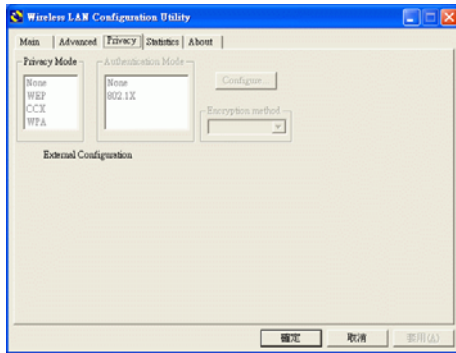 Wireless LAN Configuration Utility
Main Advanced Privacy Statistics About
Privacy Mode
None
WEP
CCX
WPA
Authentication Mode
None
802.1X
Configure...
Encryption method
External Configuration
確定 取消 套用(A)